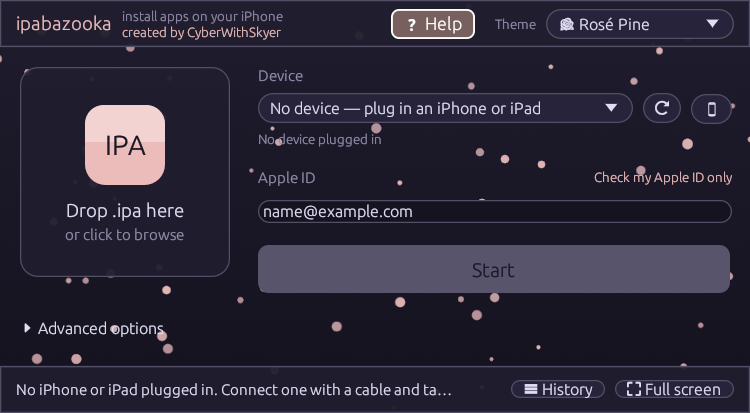 ipabazooka
install apps on your iPhone
created by CyberWithSkyer
? Help
Theme
Rosé Pine
IPA
Drop .ipa here
or click to browse
Device
No device — plug in an iPhone or iPad
No device plugged in
Apple ID
Check my Apple ID only
name@example.com
Start
Advanced options
No iPhone or iPad plugged in. Connect one with a cable and ta…
History
Full screen